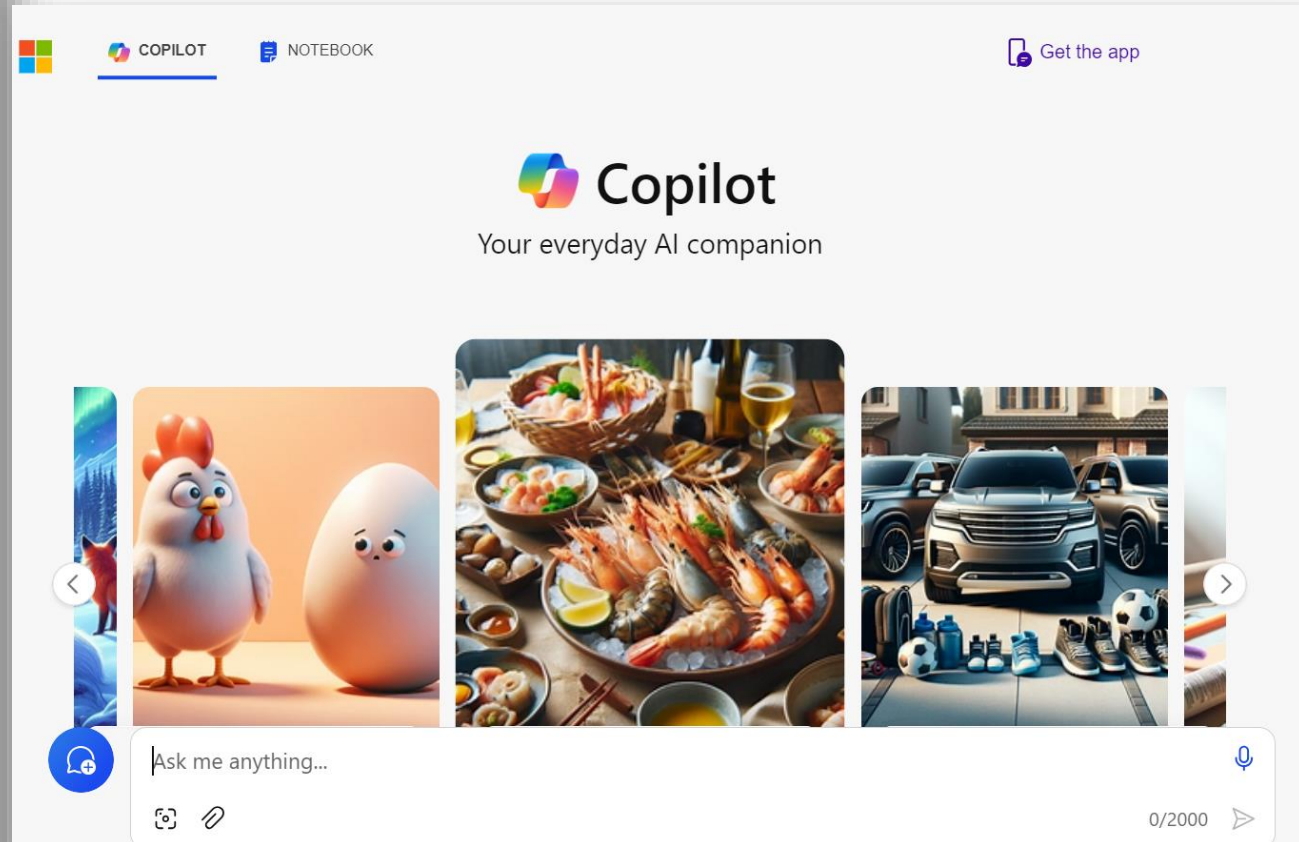 COPILOT
NOTEBOOK
Get the app
Copilot
Your everyday AI companion
Ask me anything...
0/2000